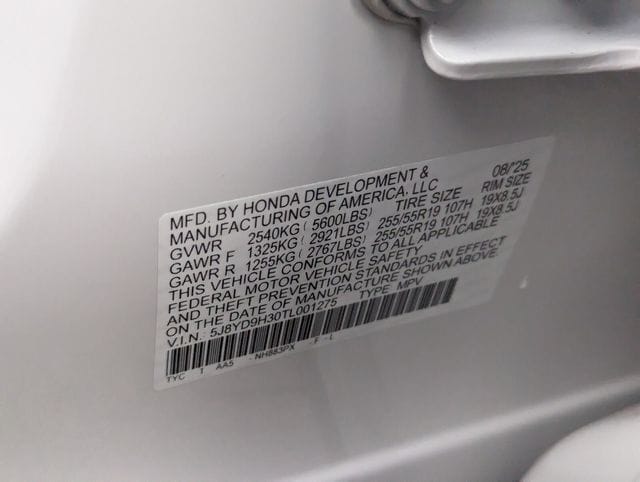 MFD. BY HONDA DEVELOPMENT & 08/'25
MANUFACTURING OF AMERICA, LLC
GVWR 2540KG ( 5600LBS) TIRE SIZE RIM SIZE
GAWR F 1325KG ( 2921LBS) 255/55R19 107H 19X8.5J
GAWR R 1255KG ( 2767LBS) 255/55R19 107H 19X8.5J
THIS VEHICLE CONFORMS TO ALL APPLICABLE
FEDERAL MOTOR VEHICLE SAFETY
AND THEFT PREVENTION STANDARDS IN EFFECT
ON THE DATE OF MANUFACTURE SHOWN ABOVE.
V.I.N. 5J8YD9H30TL001275 TYPE MPV
TYC T AA5 NH883PX F - L